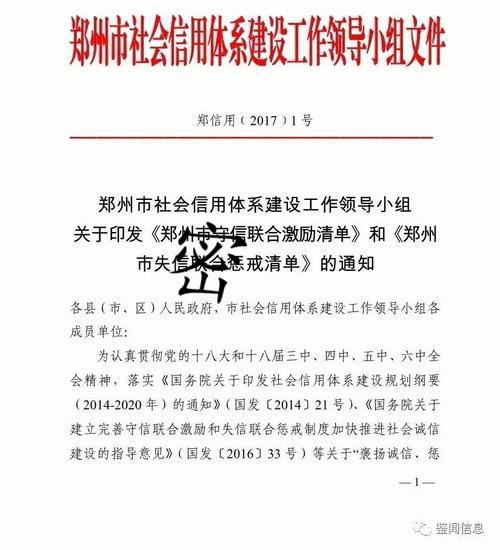 郑州市社会信用体系建设工作领导小组文件
郑信用〔2017〕1号
郑州市社会信用体系建设工作领导小组
关于印发《郑州市守信联合激励清单》和《郑州
市失信联合惩戒清单》的通知
密
各县（市、区）人民政府，市社会信用体系建设工作领导小组各
成员单位：
为认真贯彻党的十八大和十八届三中、四中、五中、六中全
会精神，落实《国务院关于印发社会信用体系建设规划纲要
（2014-2020年）的通知》（国发〔2014〕21号）、《国务院关于
建立完善守信联合激励和失信联合惩戒制度加快推进社会诚信
建设的指导意见》（国发〔2016〕33号）等关于“褒扬诚信、惩
—1—
鉴闻信息